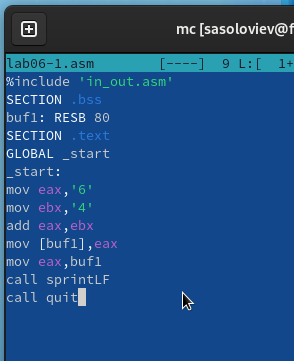 mc [sasoloviev@f
lab06-1.asm [----] 9 L:[ 1+
%include 'in_out.asm'
SECTION .bss
buf1: RESB 80
SECTION .text
GLOBAL _start
_start:
mov eax,'6'
mov ebx,'4'
add eax,ebx
mov [buf1],eax
mov eax,buf1
call sprintLF
call quit